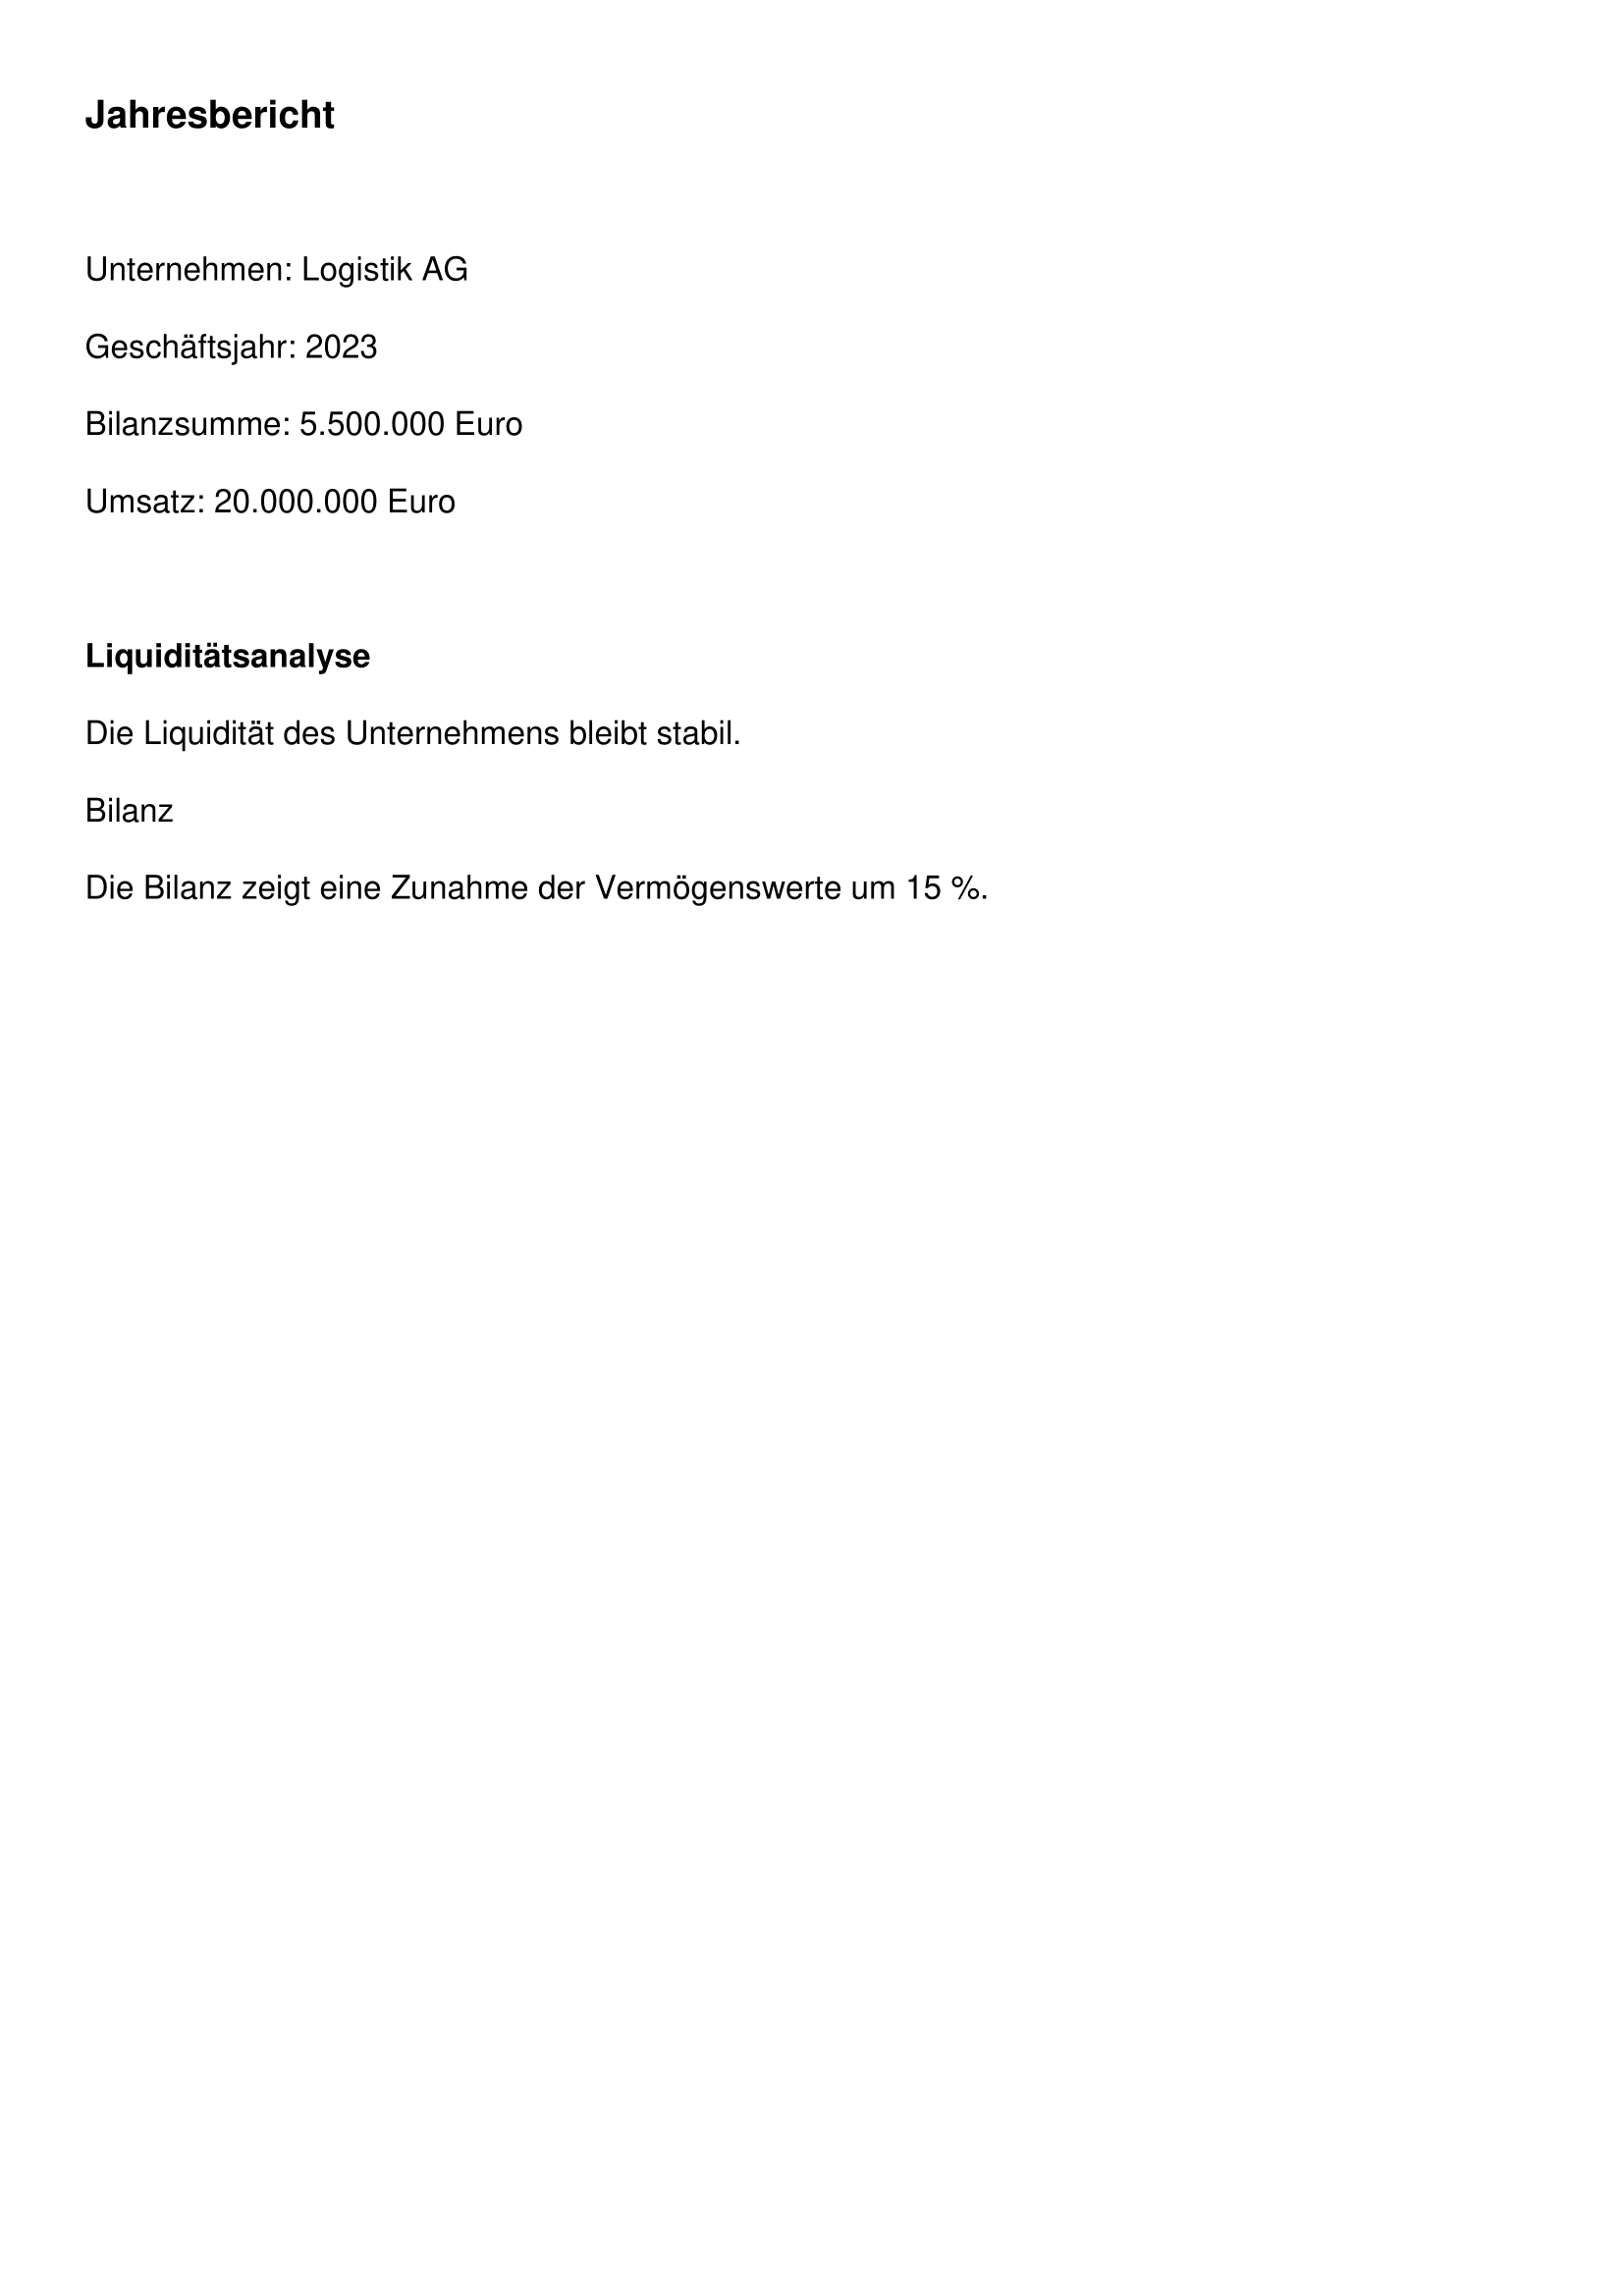 Jahresbericht
Unternehmen: Logistik AG
Geschäftsjahr: 2023
Bilanzsumme: 5.500.000 Euro
Umsatz: 20.000.000 Euro
Liquiditätsanalyse
Die Liquidität des Unternehmens bleibt stabil.
Bilanz
Die Bilanz zeigt eine Zunahme der Vermögenswerte um 15 %.